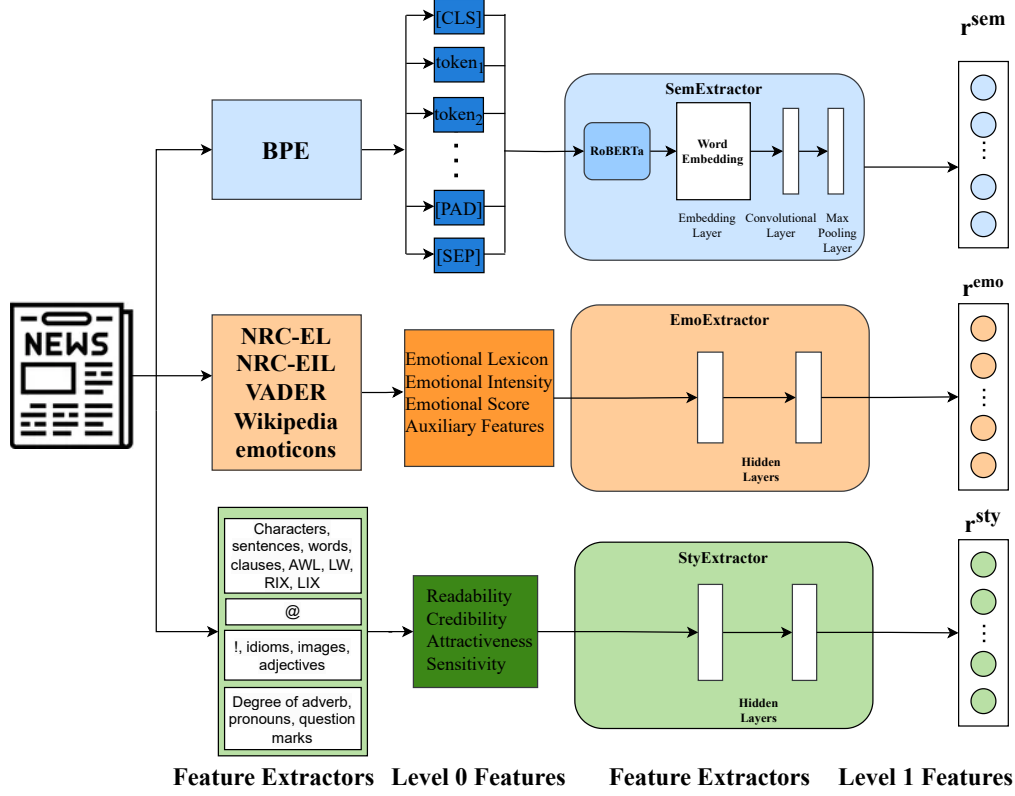 [CLS]
token1
token2
[PAD]
[SEP]
BPE
SemExtractor
RoBERTa
Word
Embedding
Embedding
Layer
Convolutional
Layer
Max
Pooling
Layer
r^sem
NEWS
NRC-EL
NRC-EIL
VADER
Wikipedia
emoticons
Emotional Lexicon
Emotional Intensity
Emotional Score
Auxiliary Features
EmoExtractor
Hidden
Layers
r^emo
Characters,
sentences, words,
clauses, AWL, LW,
RIX, LIX
@
!, idioms, images,
adjectives
Degree of adverb,
pronouns, question
marks
Readability
Credibility
Attractiveness
Sensitivity
StyExtractor
Hidden
Layers
r^sty
Feature Extractors
Level 0 Features
Feature Extractors
Level 1 Features